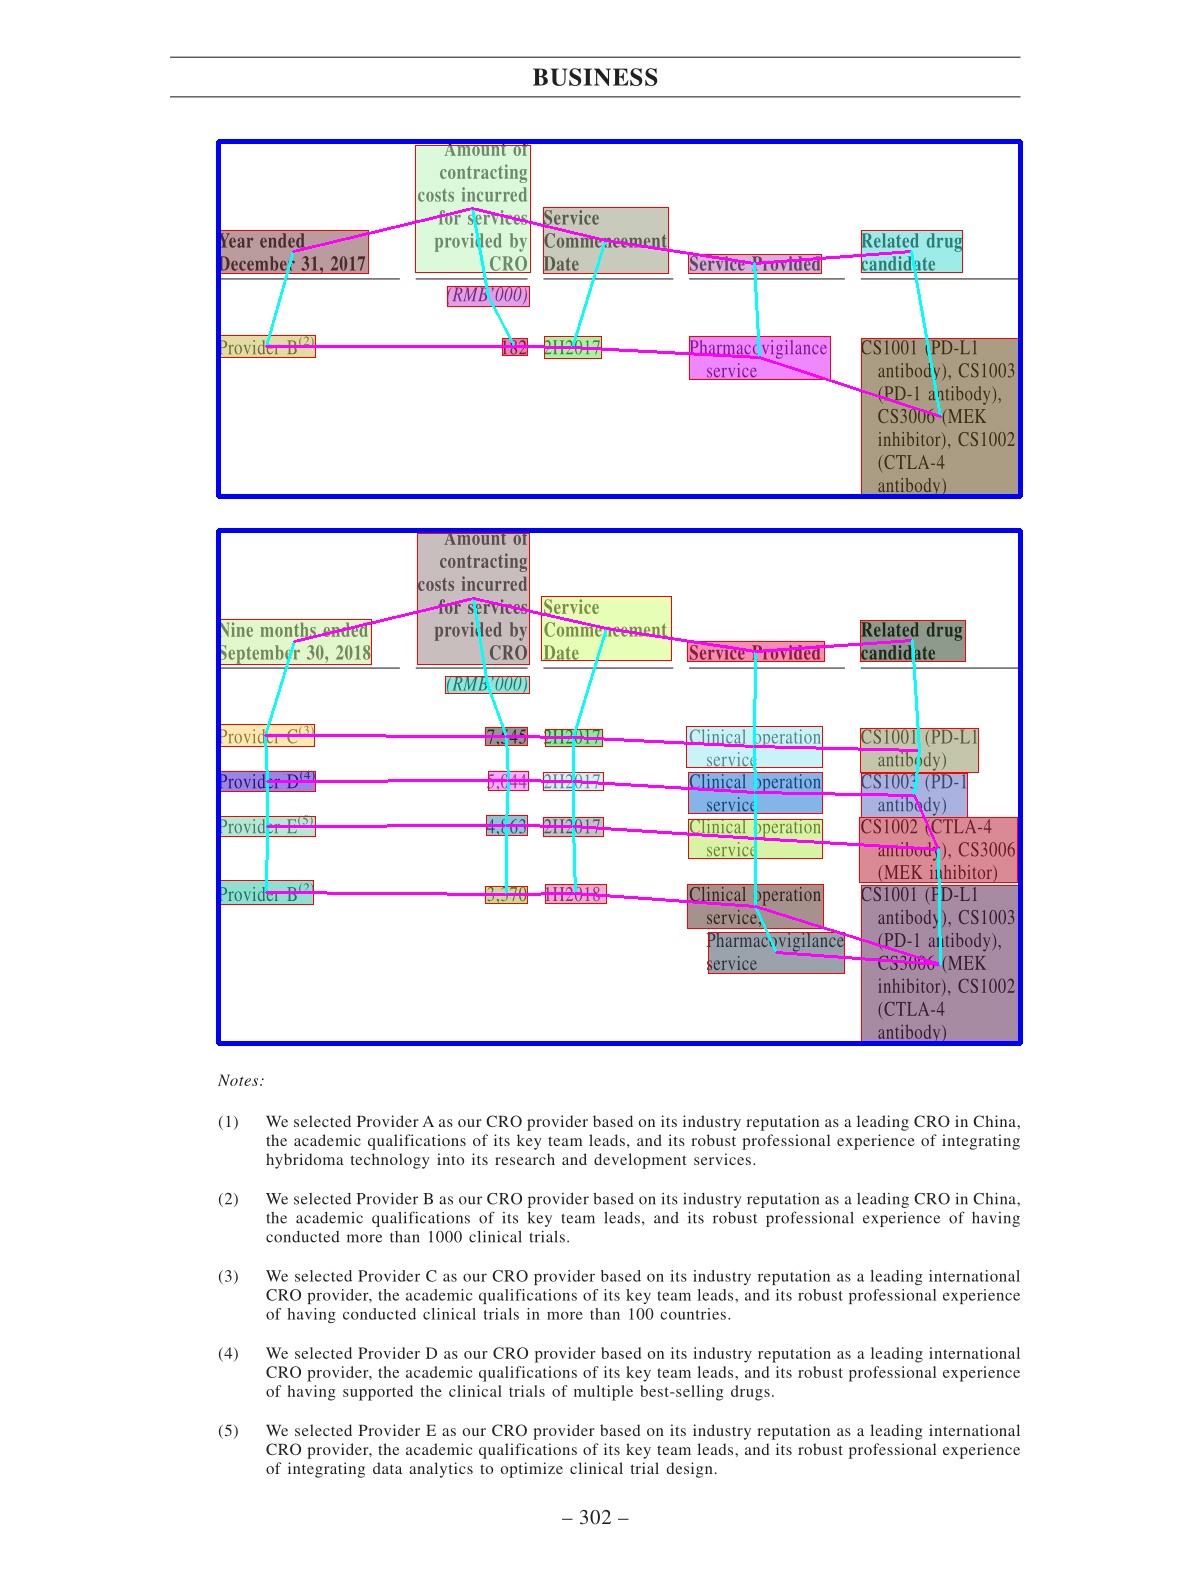 BUSINESS
Amount of
contracting
costs incurred
for services
provided by
CRO
Year ended
December 31, 2017
Service
Commencement
Date
Service Provided
Related drug
candidate
(RMB'000)
Provider B(2)
182
2H2017
Pharmacovigilance
service
CS1001 (PD-L1
antibody), CS1003
(PD-1 antibody),
CS3006 (MEK
inhibitor), CS1002
(CTLA-4
antibody)
Nine months ended
September 30, 2018
Amount of
contracting
costs incurred
for services
provided by
CRO
Service
Commencement
Date
Service Provided
Related drug
candidate
(RMB'000)
Provider C(3)
2H2017
Clinical operation
service
CS1001 (PD-L1
antibody)
Provider D(4)
2H2017
Clinical operation
service
CS1003 (PD-1
antibody)
Provider E(5)
2H2017
Clinical operation
service
CS1002 (CTLA-4
antibody), CS3006
(MEK inhibitor)
Provider B(2)
1H2018
Clinical operation
service,
Pharmacovigilance
service
CS1001 (PD-L1
antibody), CS1003
(PD-1 antibody),
CS3006 (MEK
inhibitor), CS1002
(CTLA-4
antibody)
Notes:
(1) We selected Provider A as our CRO provider based on its industry reputation as a leading CRO in China,
the academic qualifications of its key team leads, and its robust professional experience of integrating
hybridoma technology into its research and development services.
(2) We selected Provider B as our CRO provider based on its industry reputation as a leading CRO in China,
the academic qualifications of its key team leads, and its robust professional experience of having
conducted more than 1000 clinical trials.
(3) We selected Provider C as our CRO provider based on its industry reputation as a leading international
CRO provider, the academic qualifications of its key team leads, and its robust professional experience
of having conducted clinical trials in more than 100 countries.
(4) We selected Provider D as our CRO provider based on its industry reputation as a leading international
CRO provider, the academic qualifications of its key team leads, and its robust professional experience
of having supported the clinical trials of multiple best-selling drugs.
(5) We selected Provider E as our CRO provider based on its industry reputation as a leading international
CRO provider, the academic qualifications of its key team leads, and its robust professional experience
of integrating data analytics to optimize clinical trial design.
– 302 –